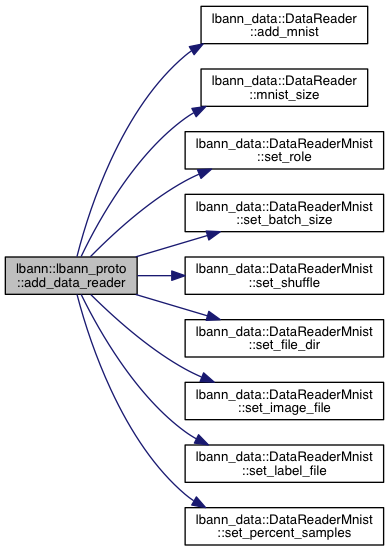 lbann_data::DataReader
::add_mnist
lbann_data::DataReader
::mnist_size
lbann_data::DataReaderMnist
::set_role
lbann_data::DataReaderMnist
::set_batch_size
lbann::lbann_proto
::add_data_reader
lbann_data::DataReaderMnist
::set_shuffle
lbann_data::DataReaderMnist
::set_file_dir
lbann_data::DataReaderMnist
::set_image_file
lbann_data::DataReaderMnist
::set_label_file
lbann_data::DataReaderMnist
::set_percent_samples